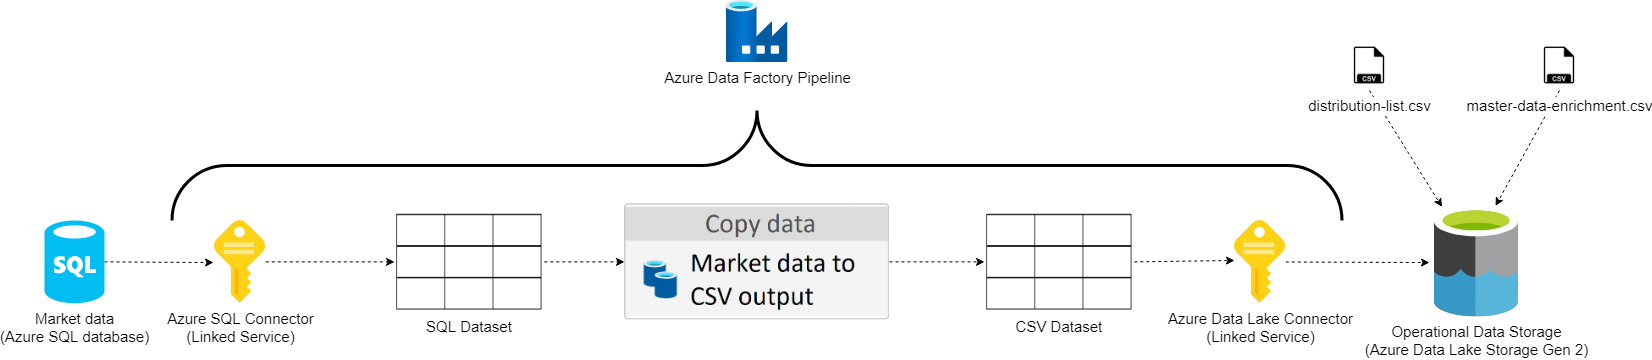 Azure Data Factory Pipeline
CSV
distribution-list.csv
CSV
master-data-enrichment.csv
SQL
Market data
(Azure SQL database)
Azure SQL Connector
(Linked Service)
SQL Dataset
Copy data
Market data to
CSV output
CSV Dataset
Azure Data Lake Connector
(Linked Service)
Operational Data Storage
(Azure Data Lake Storage Gen 2)